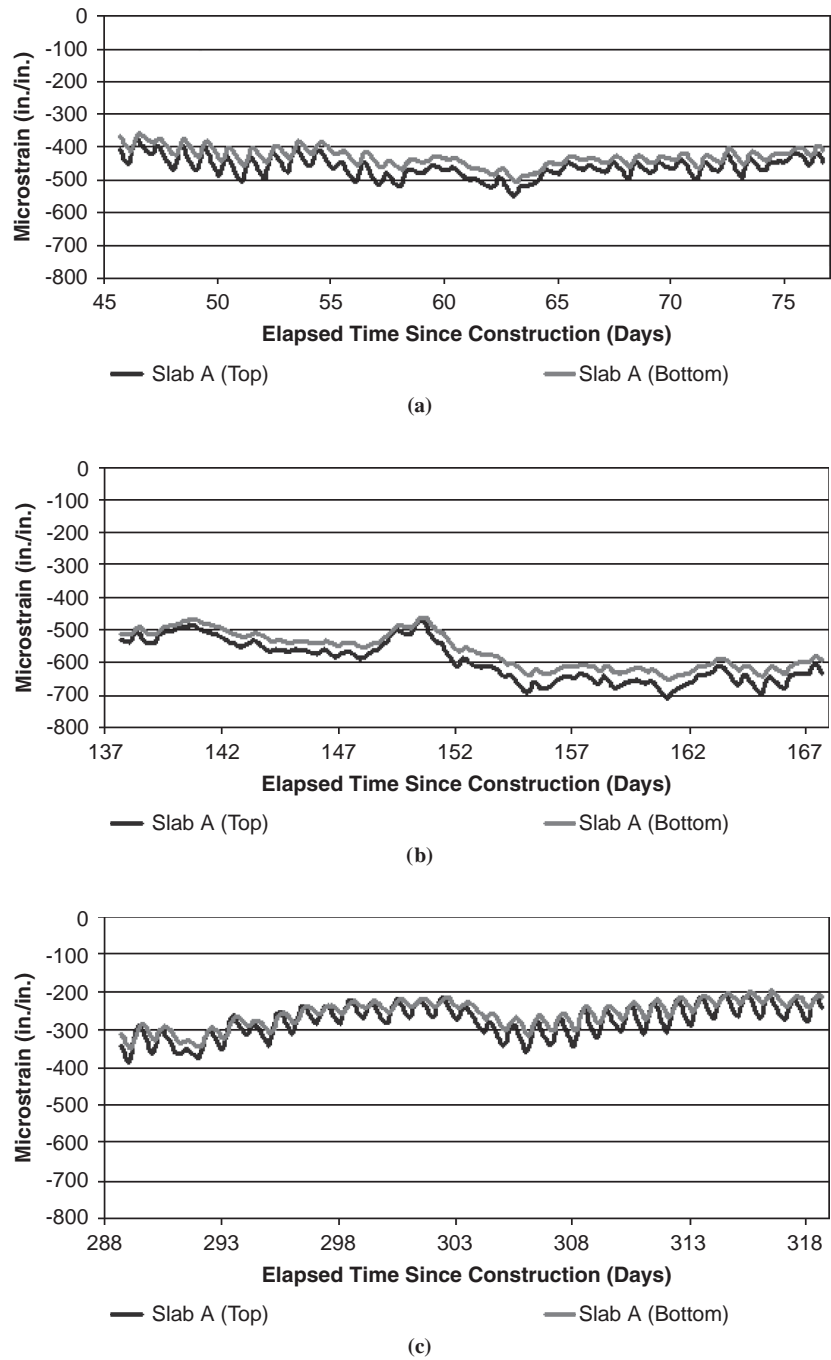 0
-100
-200
-300
-400
-500
-600
-700
-800
Microstrain (in./in.)
45 50 55 60 65 70 75
Elapsed Time Since Construction (Days)
Slab A (Top) Slab A (Bottom)
(a)
0
-100
-200
-300
-400
-500
-600
-700
-800
Microstrain (in./in.)
137 142 147 152 157 162 167
Elapsed Time Since Construction (Days)
Slab A (Top) Slab A (Bottom)
(b)
0
-100
-200
-300
-400
-500
-600
-700
-800
Microstrain (in./in.)
288 293 298 303 308 313 318
Elapsed Time Since Construction (Days)
Slab A (Top) Slab A (Bottom)
(c)